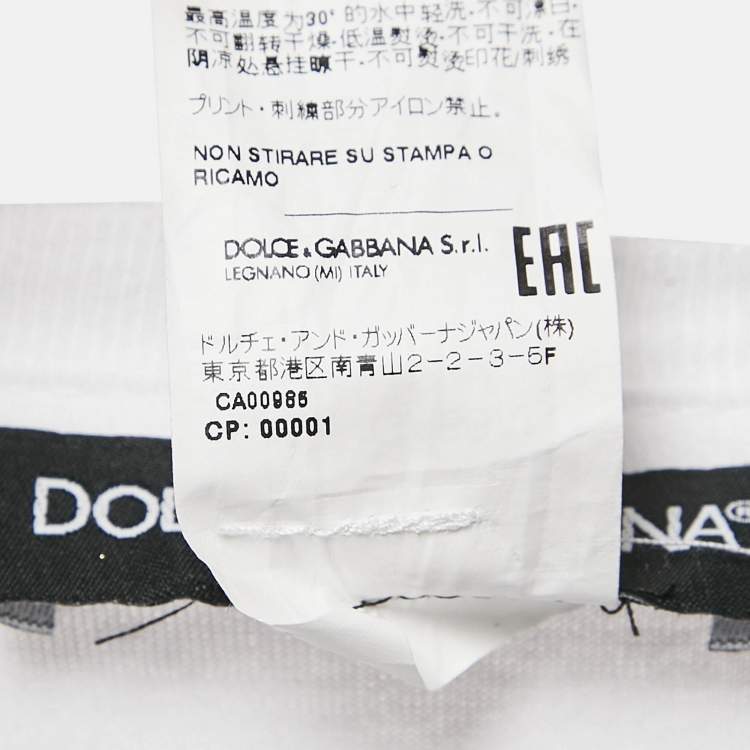 最高温度为30°的水中轻洗·不可漂白·
不可翻转干燥·低温熨烫·不可干洗·在
阴凉处悬挂晾干·不可熨烫印花/刺绣
プリント・刺繍部分アイロン禁止。
NON STIRARE SU STAMPA O
RICAMO
DOLCE & GABBANA S.r.l.
LEGNANO (MI) ITALY
EAC
ドルチェ・アンド・ガッバーナジャパン(株)
東京都港区南青山2-2-3-5F
CA00985
CP: 00001